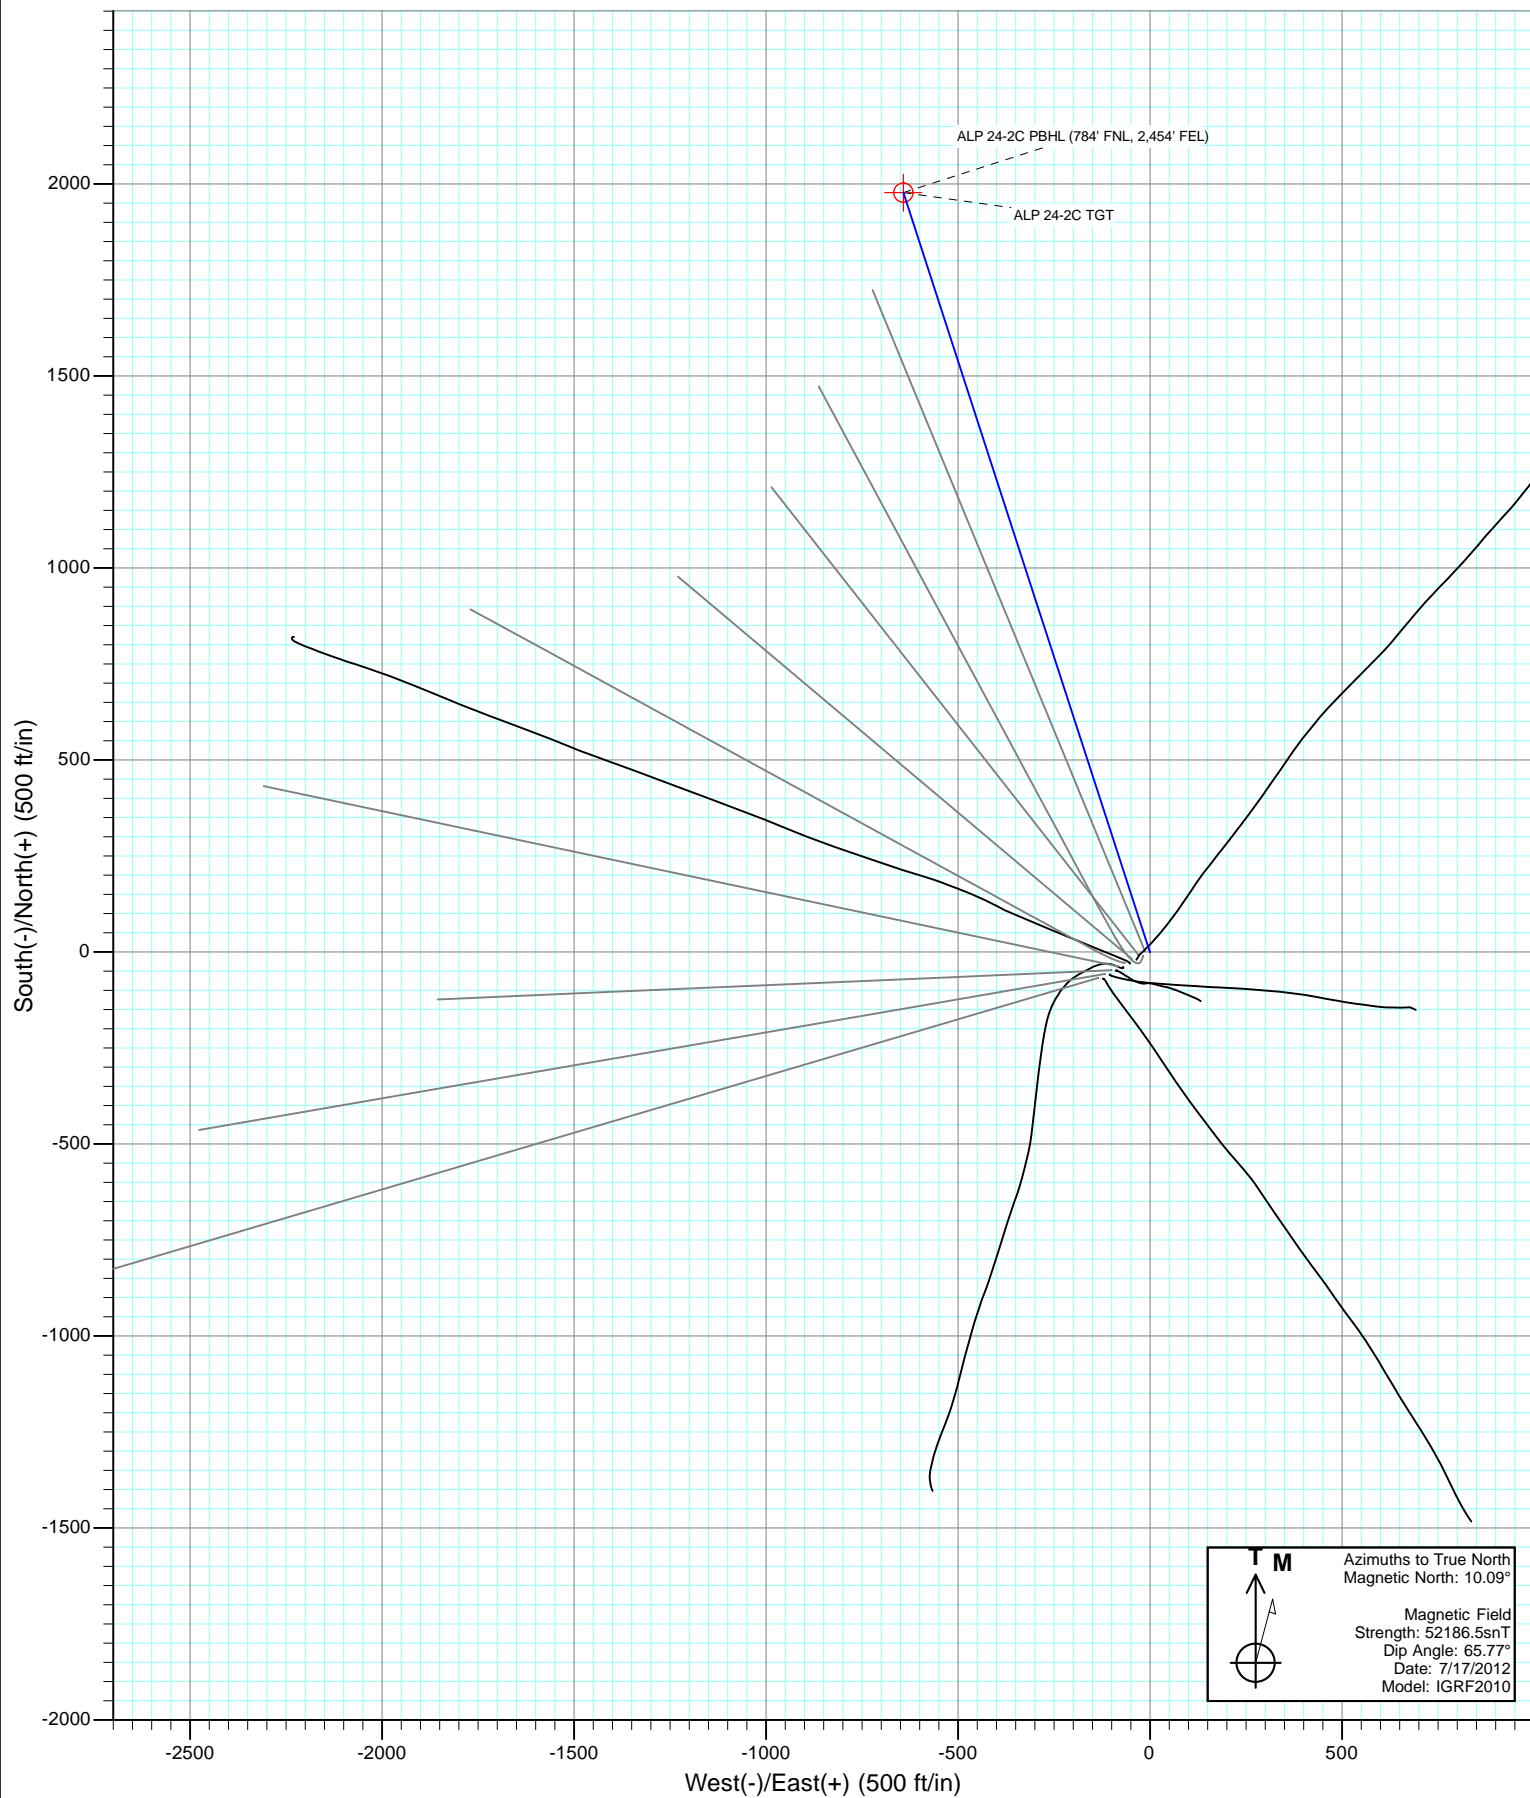 ALP 24-2C PBHL (784' FNL, 2,454' FEL)
ALP 24-2C TGT
2000
1500
1000
500
0
-500
-1000
-1500
-2000
South(-)/North(+) (500 ft/in)
-2500
-2000
-1500
-1000
-500
0
500
West(-)/East(+) (500 ft/in)
T M
Azimuths to True North
Magnetic North: 10.09°
Magnetic Field
Strength: 52186.5snT
Dip Angle: 65.77°
Date: 7/17/2012
Model: IGRF2010